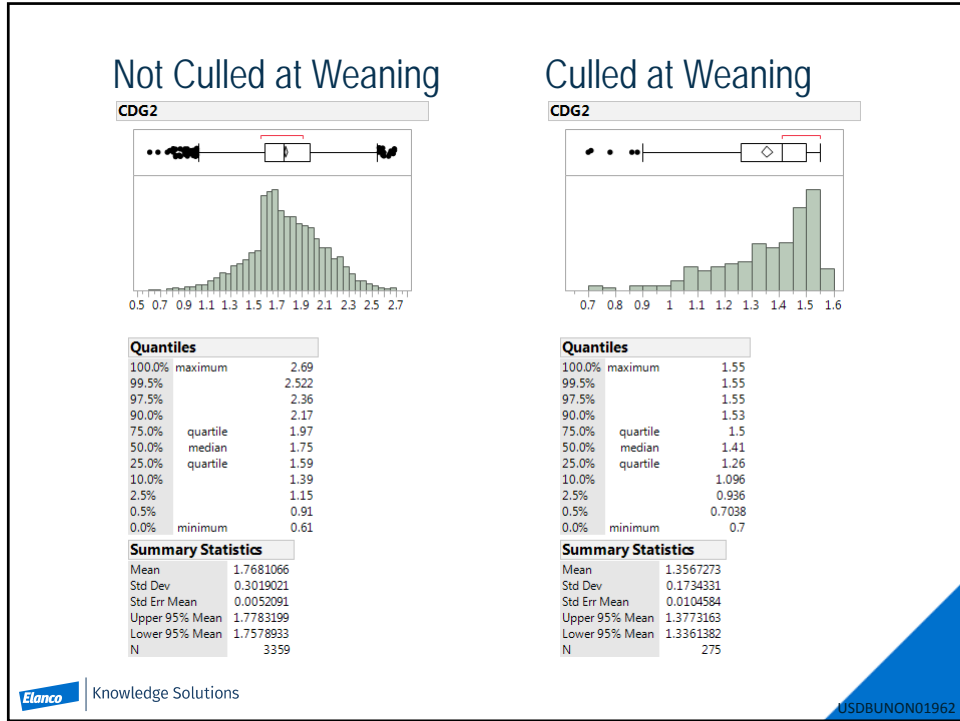 Not Culled at Weaning
CDG2
0.5 0.7 0.9 1.1 1.3 1.5 1.7 1.9 2.1 2.3 2.5 2.7
Quantiles
100.0% maximum 2.69
99.5% 2.522
97.5% 2.36
90.0% 2.17
75.0% quartile 1.97
50.0% median 1.75
25.0% quartile 1.59
10.0% 1.39
2.5% 1.15
0.5% 0.91
0.0% minimum 0.61
Summary Statistics
Mean 1.7681066
Std Dev 0.3019021
Std Err Mean 0.0052091
Upper 95% Mean 1.7783199
Lower 95% Mean 1.7578933
N 3359
Culled at Weaning
CDG2
0.7 0.8 0.9 1 1.1 1.2 1.3 1.4 1.5 1.6
Quantiles
100.0% maximum 1.55
99.5% 1.55
97.5% 1.55
90.0% 1.53
75.0% quartile 1.5
50.0% median 1.41
25.0% quartile 1.26
10.0% 1.096
2.5% 0.936
0.5% 0.7038
0.0% minimum 0.7
Summary Statistics
Mean 1.3567273
Std Dev 0.1734331
Std Err Mean 0.0104584
Upper 95% Mean 1.3773163
Lower 95% Mean 1.3361382
N 275
Elanco Knowledge Solutions
USDBUNON01962